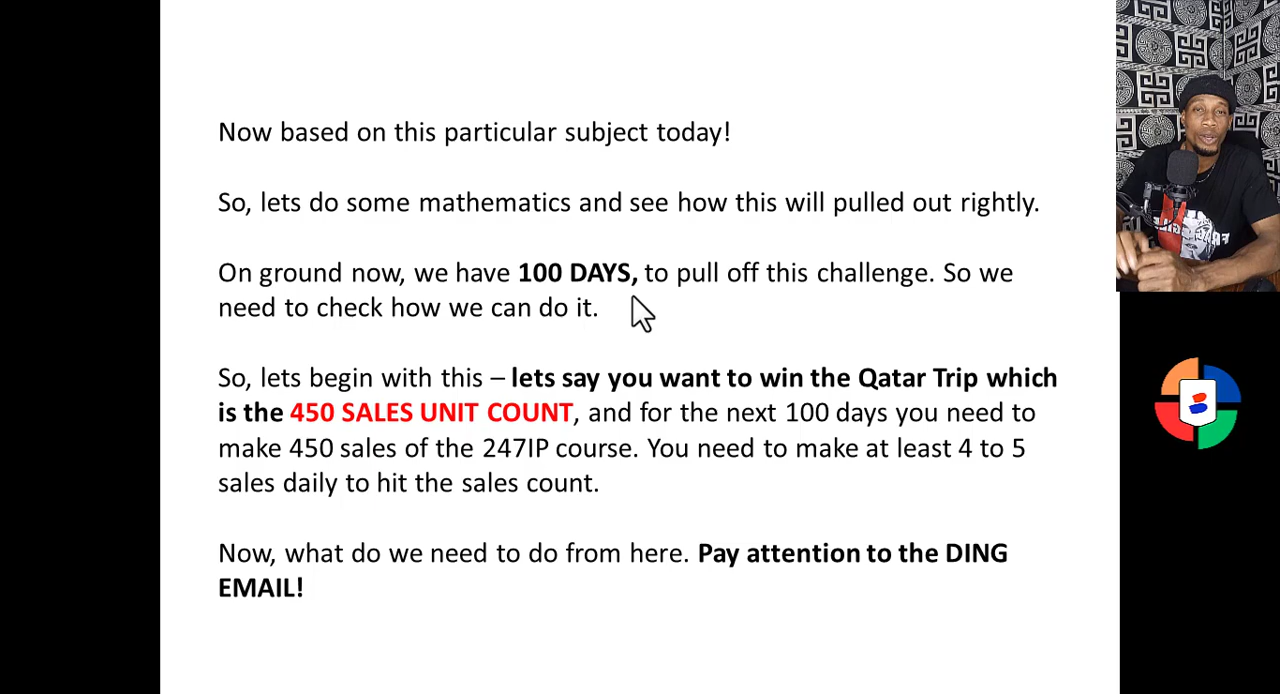 Now based on this particular subject today!
So, lets do some mathematics and see how this will pulled out rightly.
On ground now, we have 100 DAYS, to pull off this challenge. So we
need to check how we can do it.
So, lets begin with this – lets say you want to win the Qatar Trip which
is the 450 SALES UNIT COUNT, and for the next 100 days you need to
make 450 sales of the 247IP course. You need to make at least 4 to 5
sales daily to hit the sales count.
Now, what do we need to do from here. Pay attention to the DING
EMAIL!